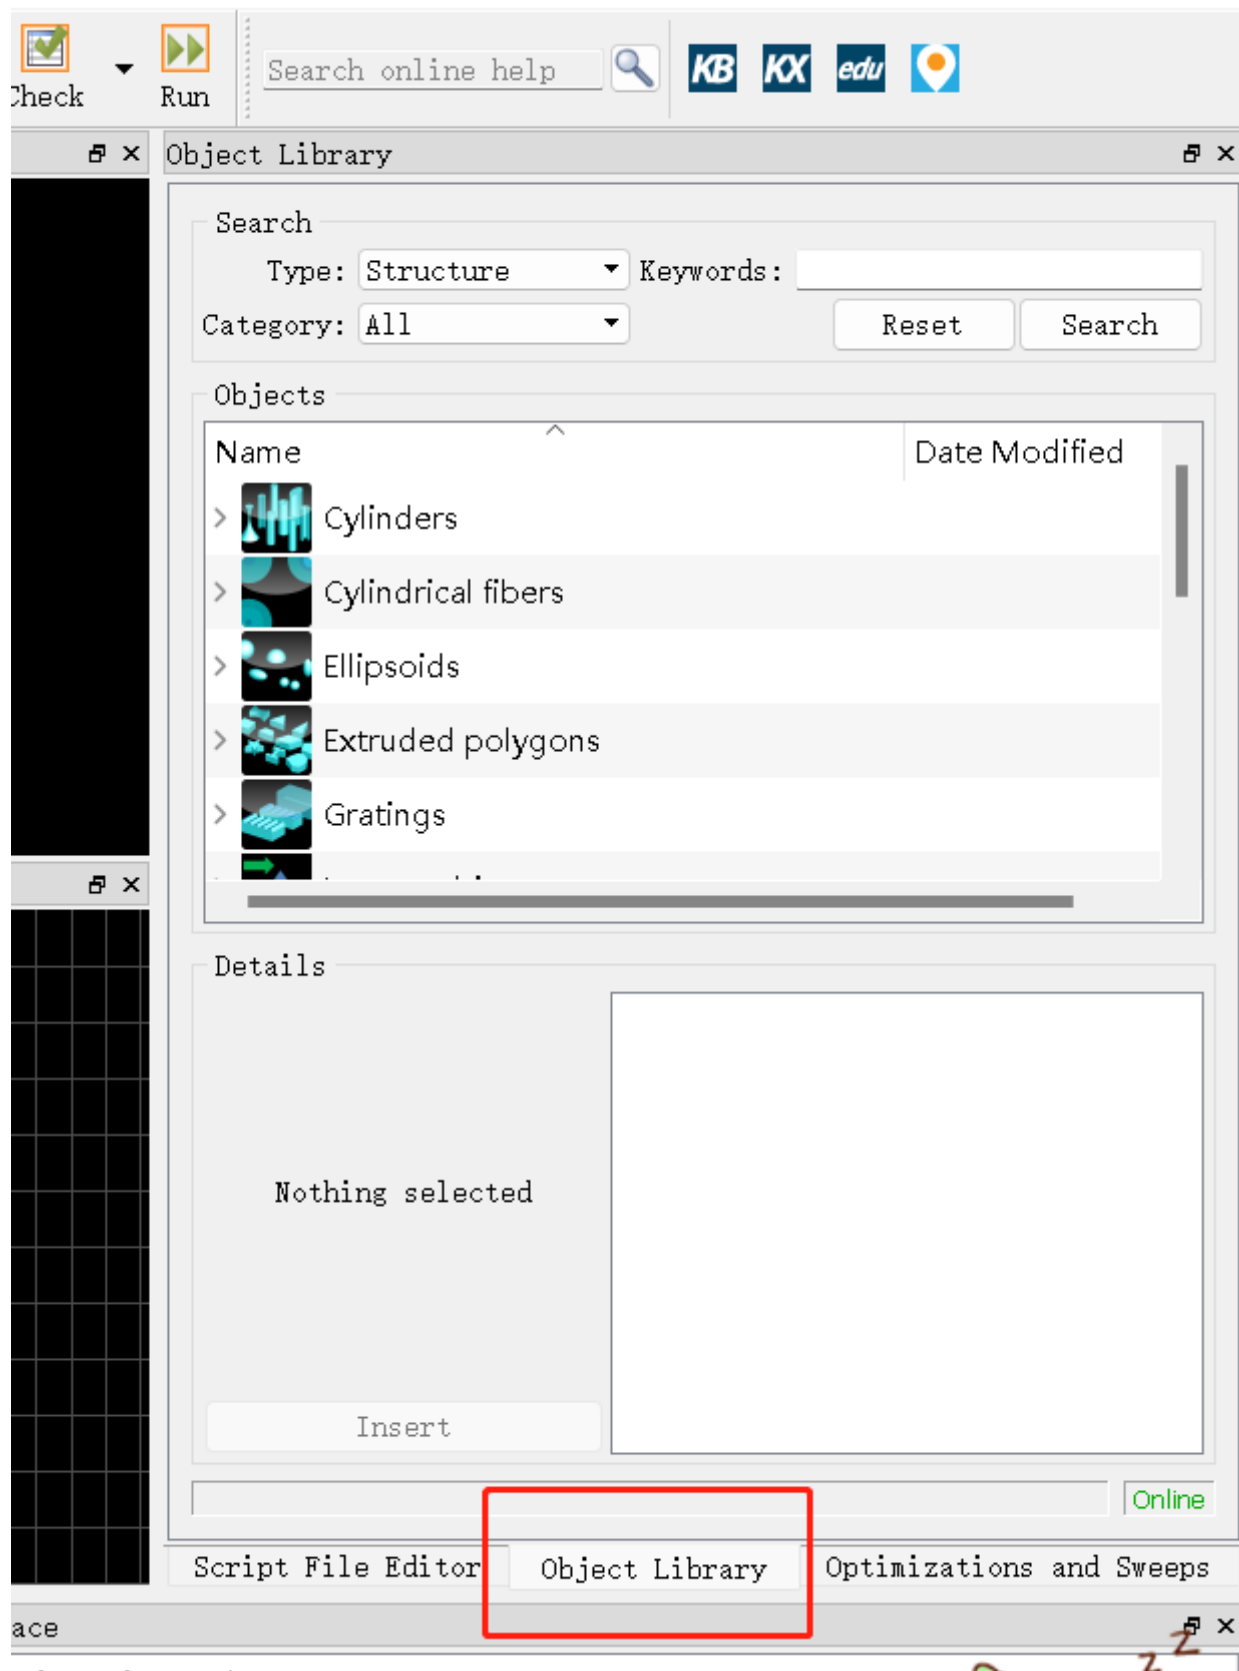 Check
Run
Search online help
KB KX edu
Object Library
Search
Type: Structure Keywords:
Category: All Reset Search
Objects
Name Date Modified
Cylinders
Cylindrical fibers
Ellipsoids
Extruded polygons
Gratings
Details
Nothing selected
Insert
Online
Script File Editor Object Library Optimizations and Sweeps
ace
z z